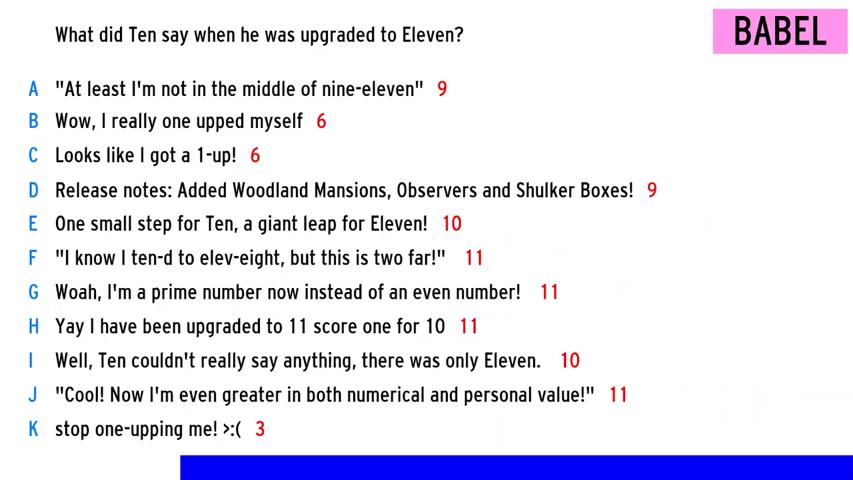 What did Ten say when he was upgraded to Eleven?
BABEL
A "At least I'm not in the middle of nine-eleven" 9
B Wow, I really one upped myself 6
C Looks like I got a 1-up! 6
D Release notes: Added Woodland Mansions, Observers and Shulker Boxes! 9
E One small step for Ten, a giant leap for Eleven! 10
F "I know I ten-d to elev-eight, but this is two far!" 11
G Woah, I'm a prime number now instead of an even number! 11
H Yay I have been upgraded to 11 score one for 10 11
I Well, Ten couldn't really say anything, there was only Eleven. 10
J "Cool! Now I'm even greater in both numerical and personal value!" 11
K stop one-upping me! >:( 3